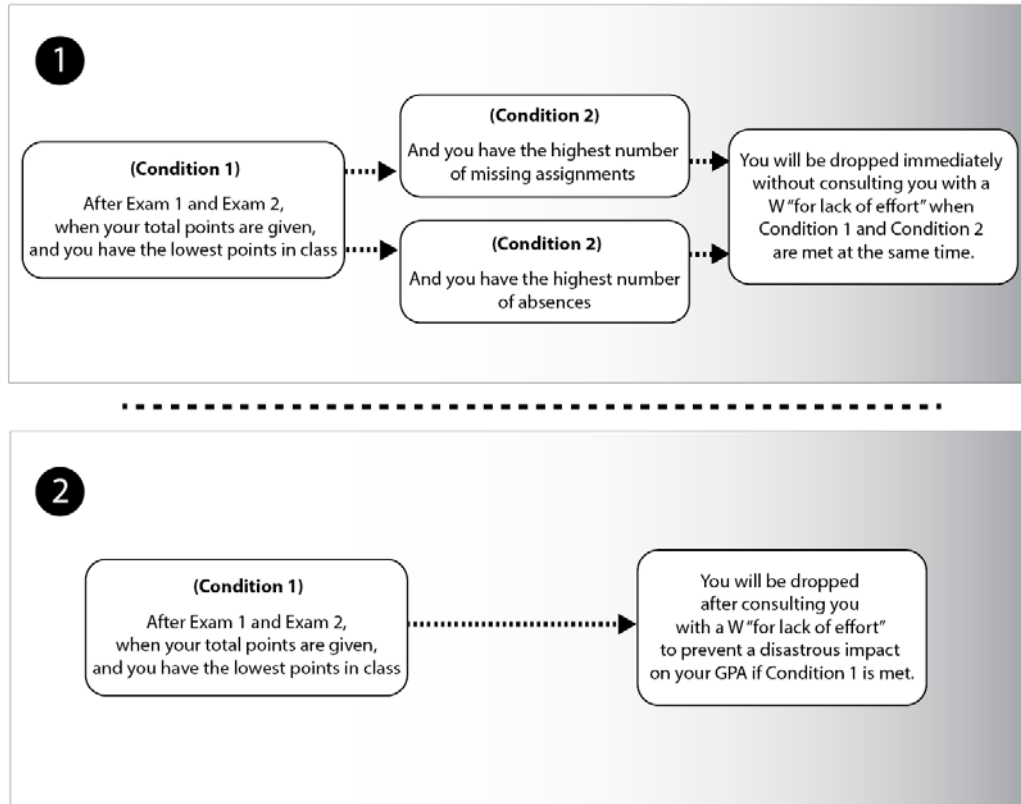 1
(Condition 1)
After Exam 1 and Exam 2,
when your total points are given,
and you have the lowest points in class
(Condition 2)
And you have the highest number
of missing assignments
(Condition 2)
And you have the highest number
of absences
You will be dropped immediately
without consulting you with a
W “for lack of effort” when
Condition 1 and Condition 2
are met at the same time.
2
(Condition 1)
After Exam 1 and Exam 2,
when your total points are given,
and you have the lowest points in class
You will be dropped
after consulting you
with a W “for lack of effort”
to prevent a disastrous impact
on your GPA if Condition 1 is met.